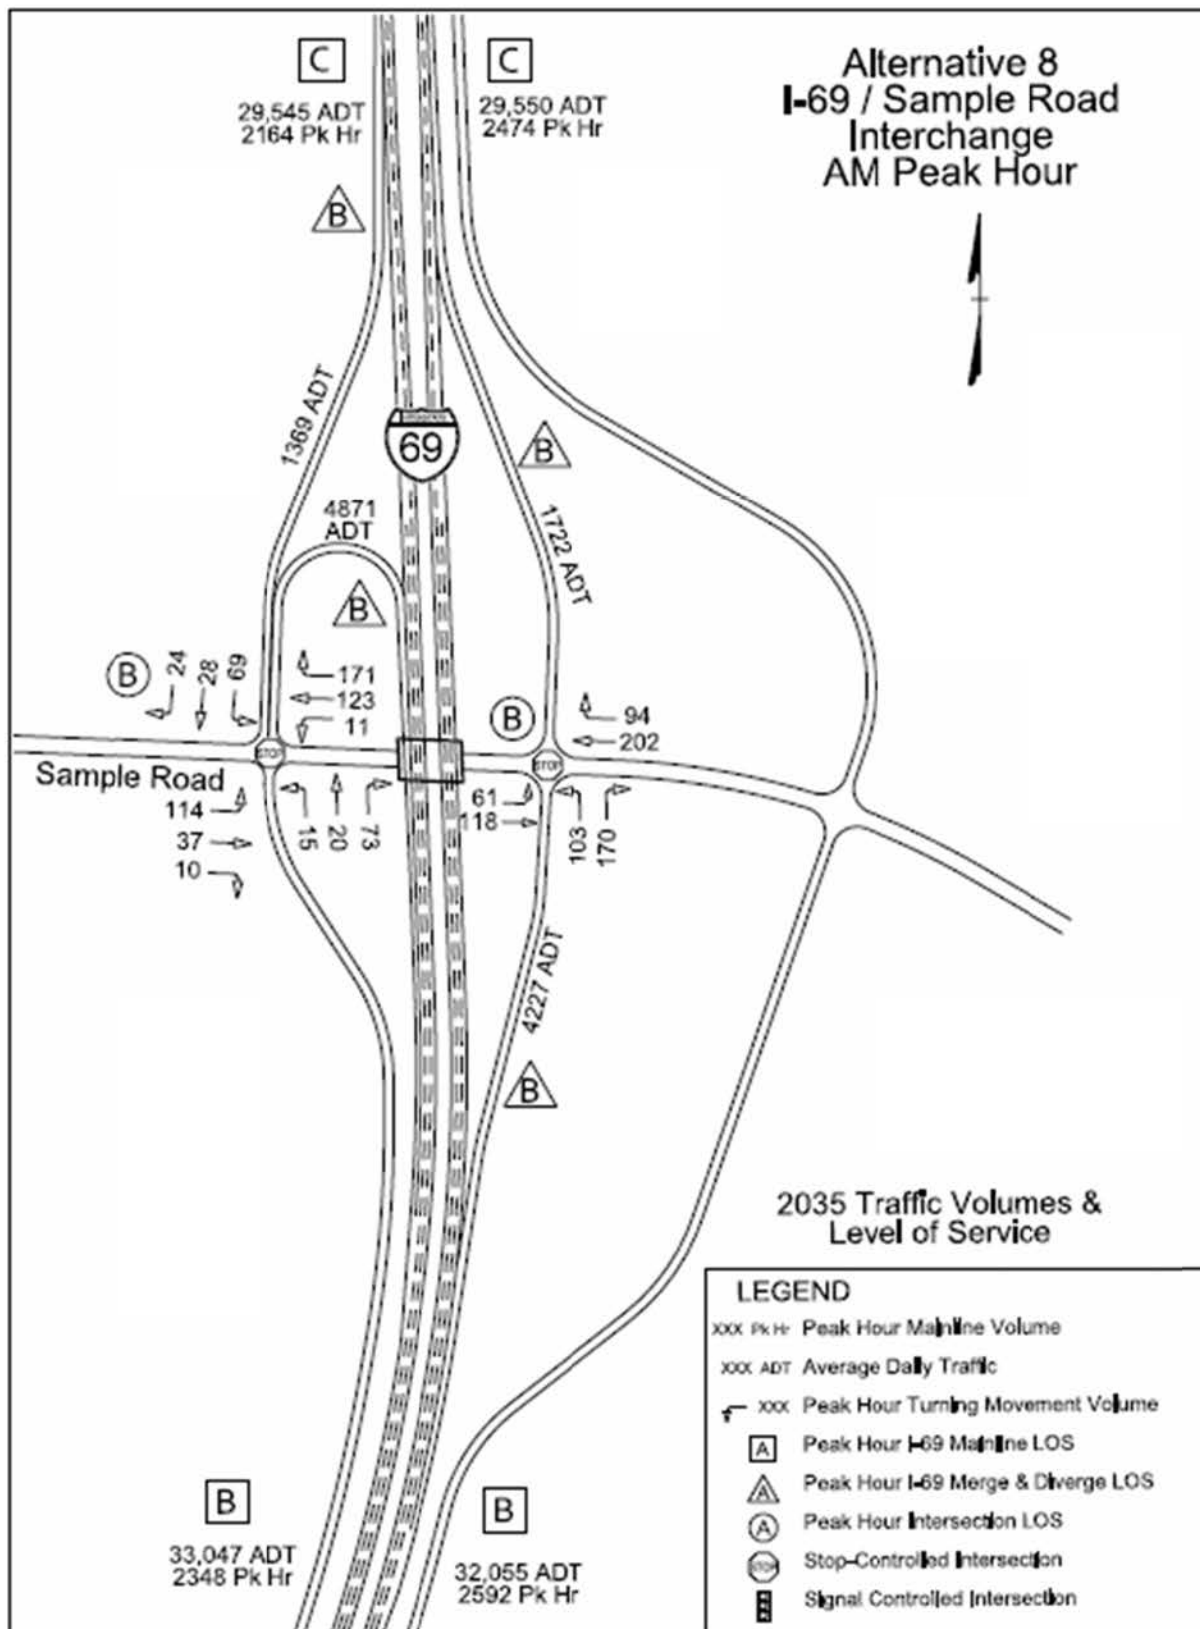 Alternative 8
I-69 / Sample Road
Interchange
AM Peak Hour
C
29,545 ADT
2164 Pk Hr
C
29,550 ADT
2474 Pk Hr
B
1369 ADT
69
B
4871
ADT
1722 ADT
B
B
24
28
69
171
123
11
B
94
202
STOP
STOP
Sample Road
114
37
10
15
20
73
61
118
103
170
4227 ADT
B
2035 Traffic Volumes &
Level of Service
B
33,047 ADT
2348 Pk Hr
B
32,055 ADT
2592 Pk Hr
LEGEND
XXX Pk Hr Peak Hour Mainline Volume
XXX ADT Average Daily Traffic
XXX Peak Hour Turning Movement Volume
A Peak Hour I-69 Mainline LOS
A Peak Hour I-69 Merge & Diverge LOS
A Peak Hour Intersection LOS
STOP Stop-Controlled Intersection
Signal Controlled Intersection